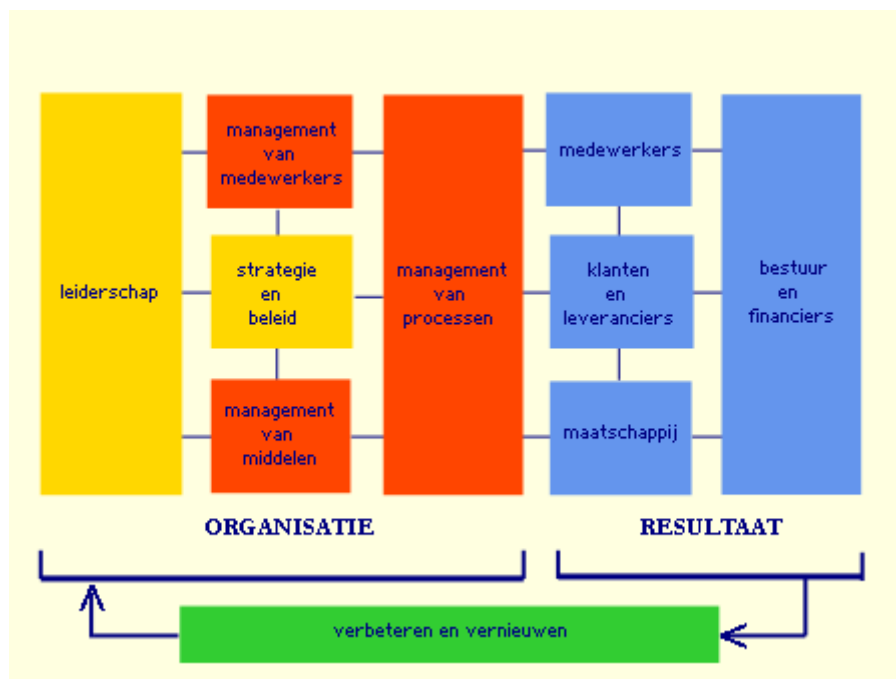 leiderschap
management
van
medewerkers
strategie
en
beleid
management
van
middelen
management
van
processen
medewerkers
klanten
en
leveranciers
maatschappij
bestuur
en
financiers
ORGANISATIE
RESULTAAT
verbeteren en vernieuwen